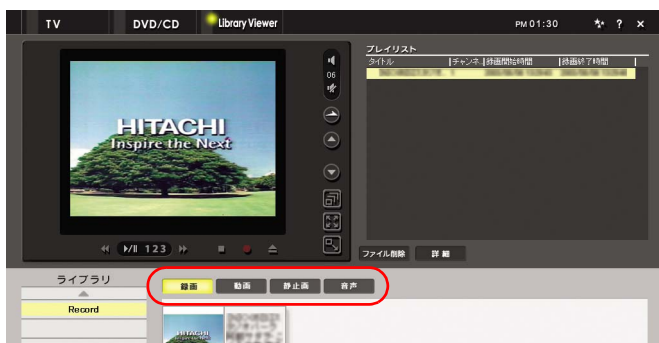 TV DVD/CD Library Viewer PM 01:30 ? ×
プレイリスト
タイトル チャンネ. 録画開始時間 録画終了時間
06
HITACHI
Inspire the Next
123
ファイル削除 詳細
ライブラリ 録画 動画 静止画 音声
Record
HITACHI